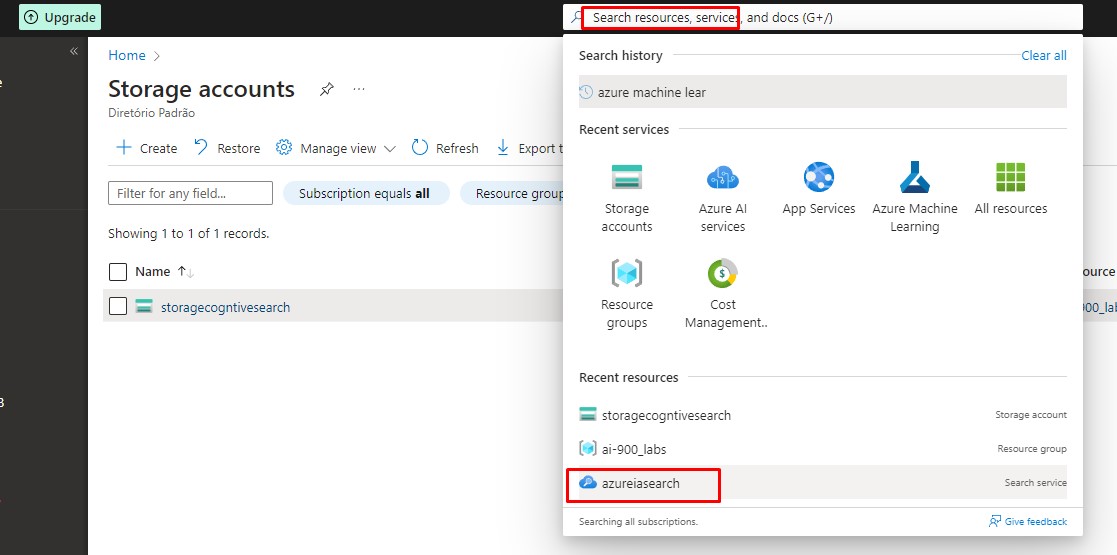 Upgrade
Search resources, services, and docs (G+/)
«
Home
Storage accounts
...
Diretório Padrão
Create
Restore
Manage view
Refresh
Export t
Filter for any field...
Subscription equals all
Resource group
Showing 1 to 1 of 1 records.
Name
storagecogntivesearch
Search history
Clear all
azure machine lear
Recent services
Storage accounts
Azure AI services
App Services
Azure Machine Learning
All resources
Resource groups
Cost Management..
Recent resources
storagecogntivesearch
Storage account
ai-900_labs
Resource group
azureiasearch
Search service
Searching all subscriptions.
Give feedback
ource
00_lab